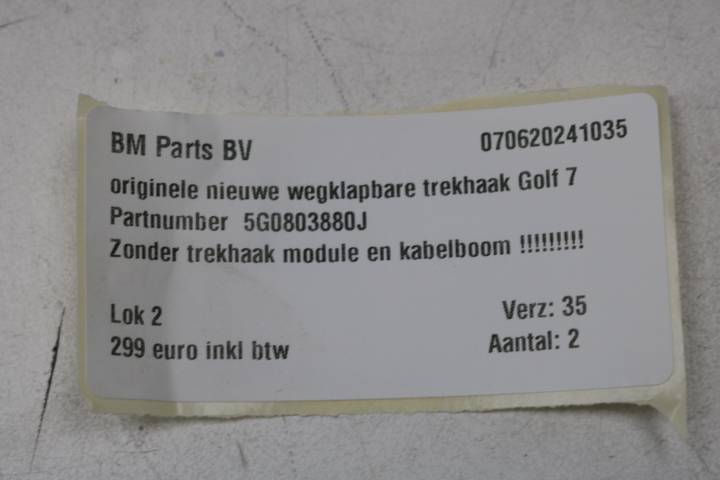 BM Parts BV 070620241035
originele nieuwe wegklapbare trekhaak Golf 7
Partnumber 5G0803880J
Zonder trekhaak module en kabelboom !!!!!!!!!
Lok 2 Verz: 35
299 euro inkl btw Aantal: 2